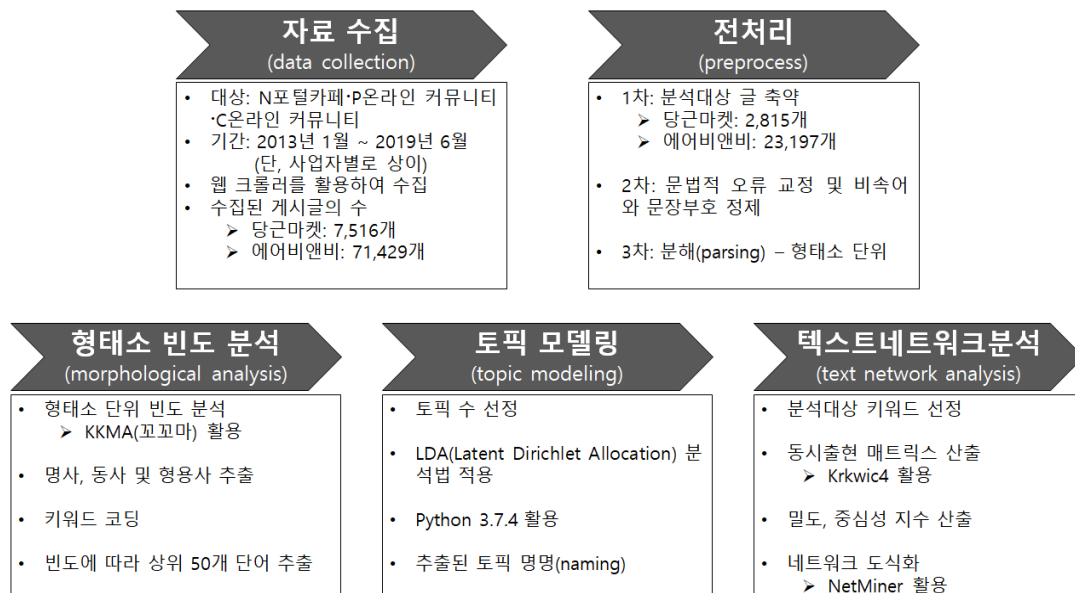 자료 수집
(data collection)
• 대상: N포털카페·P온라인 커뮤니티
·C온라인 커뮤니티
• 기간: 2013년 1월 ~ 2019년 6월
(단, 사업자별로 상이)
• 웹 크롤러를 활용하여 수집
• 수집된 게시글의 수
➢ 당근마켓: 7,516개
➢ 에어비앤비: 71,429개
전처리
(preprocess)
• 1차: 분석대상 글 축약
➢ 당근마켓: 2,815개
➢ 에어비앤비: 23,197개
• 2차: 문법적 오류 교정 및 비속어
와 문장부호 정제
• 3차: 분해(parsing) – 형태소 단위
형태소 빈도 분석
(morphological analysis)
• 형태소 단위 빈도 분석
➢ KKMA(꼬꼬마) 활용
• 명사, 동사 및 형용사 추출
• 키워드 코딩
• 빈도에 따라 상위 50개 단어 추출
토픽 모델링
(topic modeling)
• 토픽 수 선정
• LDA(Latent Dirichlet Allocation) 분
석법 적용
• Python 3.7.4 활용
• 추출된 토픽 명명(naming)
텍스트네트워크분석
(text network analysis)
• 분석대상 키워드 선정
• 동시출현 매트릭스 산출
➢ Krkwic4 활용
• 밀도, 중심성 지수 산출
• 네트워크 도식화
➢ NetMiner 활용